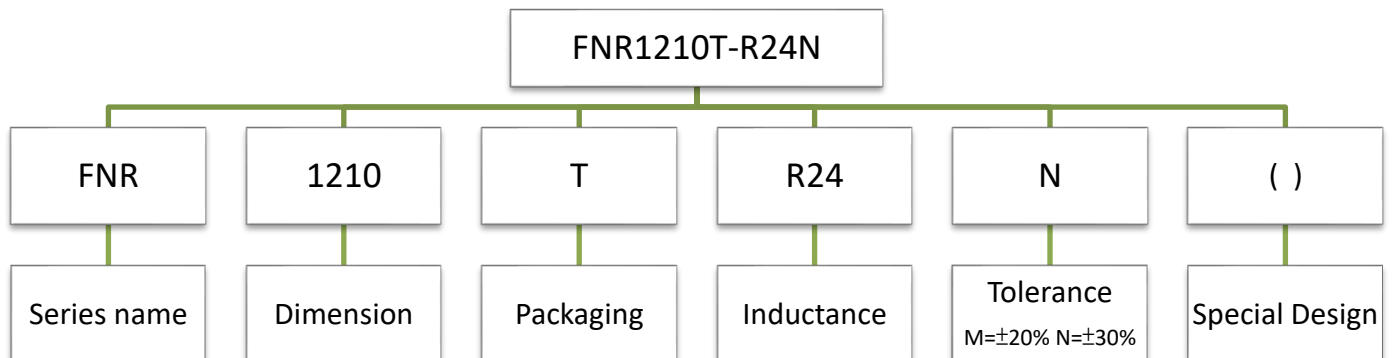 FNR1210T-R24N
FNR
1210
T
R24
N
( )
Series name
Dimension
Packaging
Inductance
Tolerance
M=±20% N=±30%
Special Design